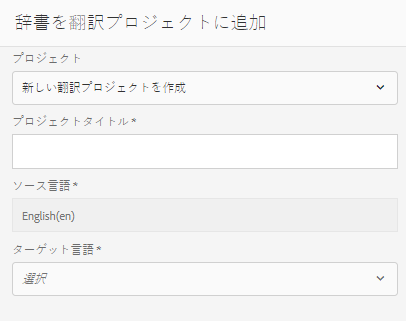 辞書を翻訳プロジェクトに追加
プロジェクト
新しい翻訳プロジェクトを作成
プロジェクトタイトル *
ソース言語 *
English(en)
ターゲット言語 *
選択